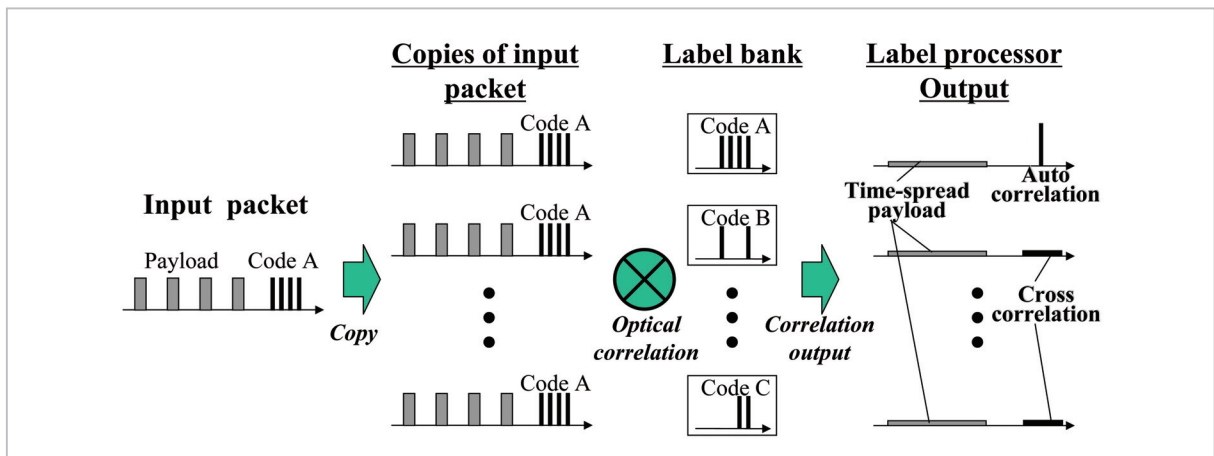 Copies of input
packet
Label bank
Label processor
Output
Code A
Code A
Auto
correlation
Time-spread
payload
Input packet
Payload
Code A
Copy
Code A
Code B
Optical
correlation
Correlation
output
Cross
correlation
Code A
Code C